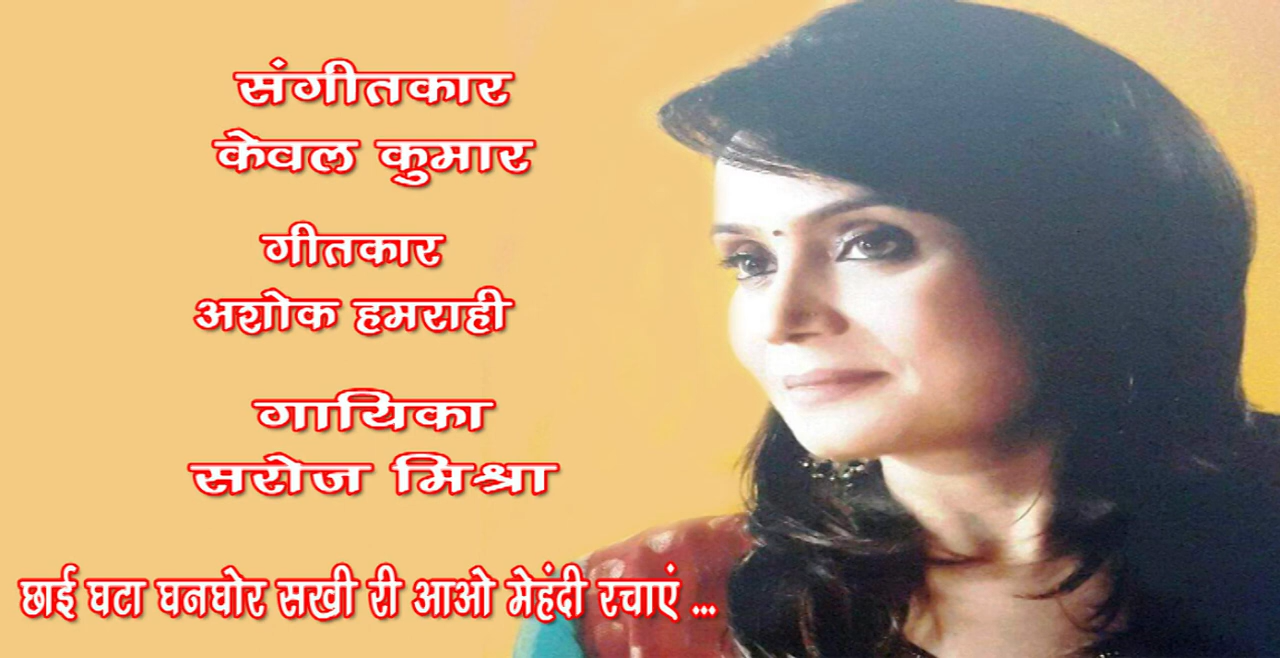 संगीतकार
केवल कुमार
गीतकार
अशोक हमराही
गायिका
सरोज मिश्रा
छाई घटा घनघोर सखी री आओ मेहंदी रचाएं ...